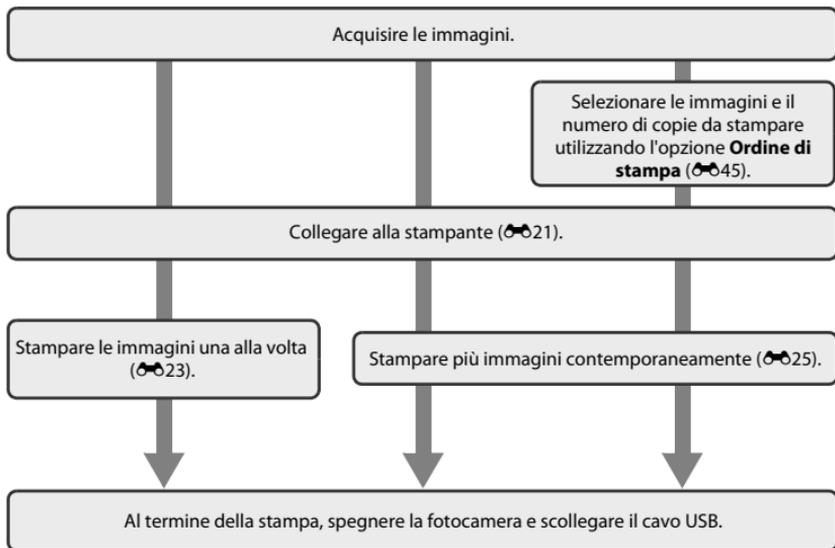 Acquisire le immagini.
Selezionare le immagini e il
numero di copie da stampare
utilizzando l'opzione Ordine di
stampa (45).
Collegare alla stampante (21).
Stampare le immagini una alla volta
(23).
Stampare più immagini contemporaneamente (25).
Al termine della stampa, spegnere la fotocamera e scollegare il cavo USB.